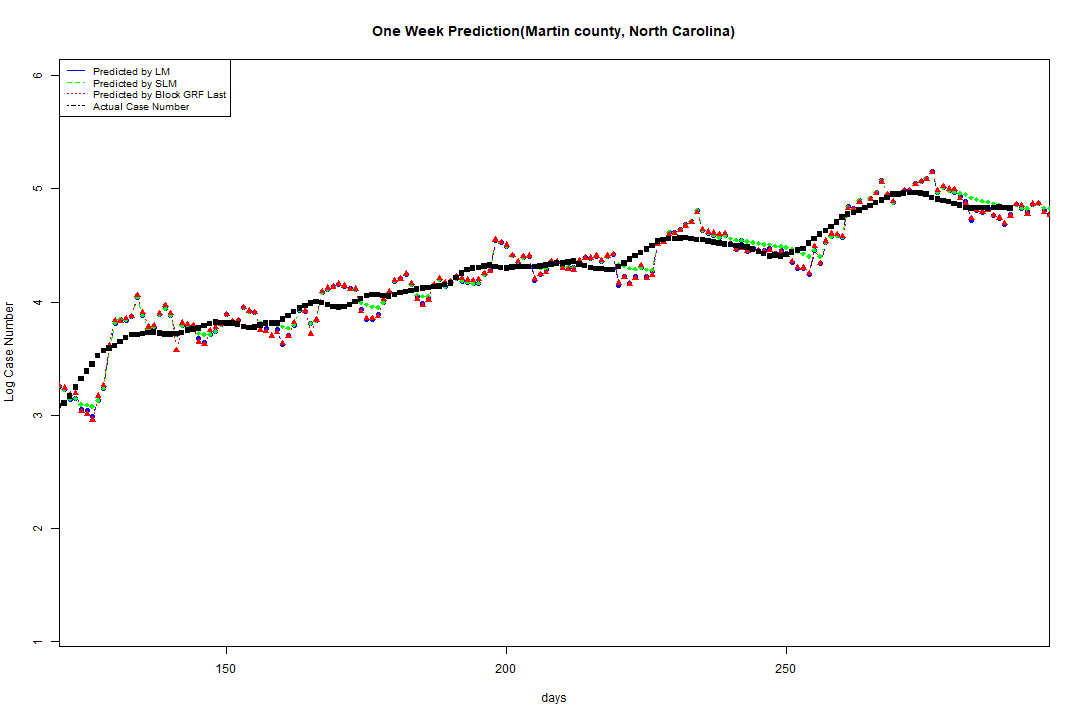 One Week Prediction(Martin county, North Carolina)
Predicted by LM
Predicted by SLM
Predicted by Block GRF Last
Actual Case Number
6
5
4
3
2
1
Log Case Number
150
200
250
days